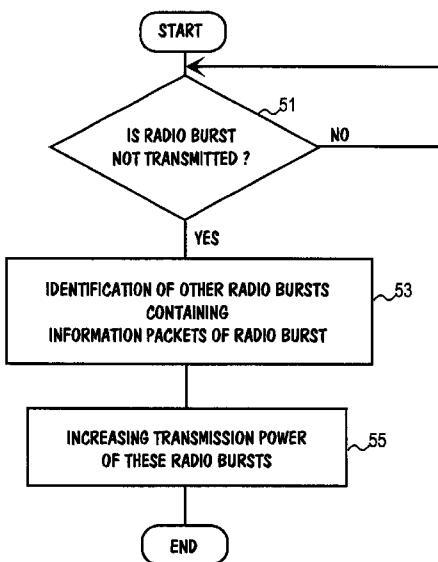 START
51
IS RADIO BURST
NOT TRANSMITTED ?
NO
YES
IDENTIFICATION OF OTHER RADIO BURSTS
CONTAINING
INFORMATION PACKETS OF RADIO BURST
53
INCREASING TRANSMISSION POWER
OF THESE RADIO BURSTS
55
END